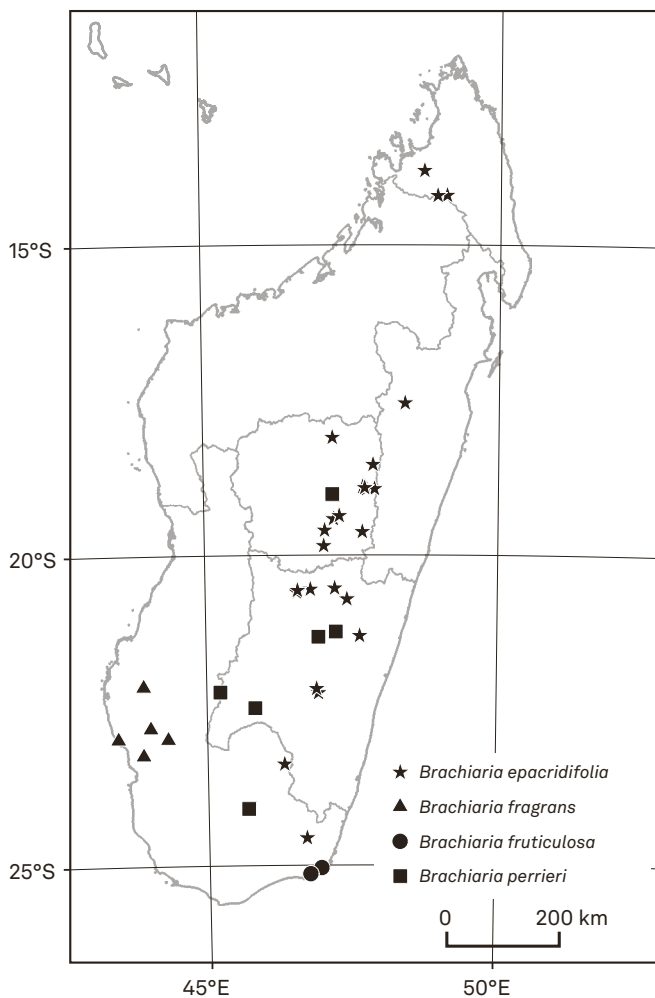 15°S
20°S
25°S
Brachiaria epacridifolia
Brachiaria fragrans
Brachiaria fruticulosa
Brachiaria perrieri
0 200 km
45°E 50°E